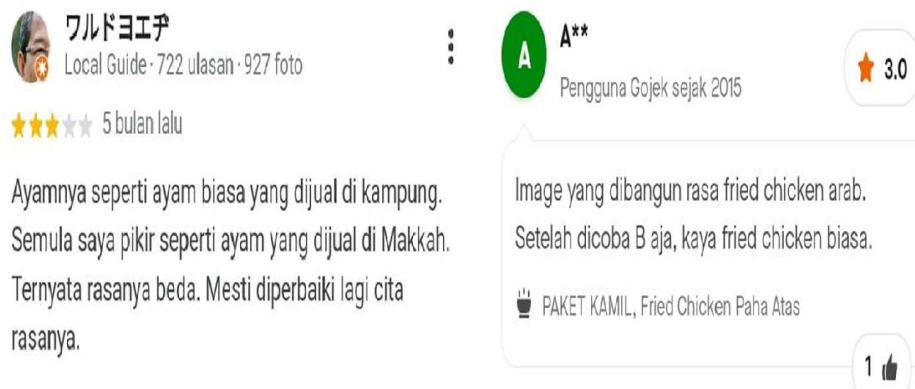 ワルドヨエヂ
Local Guide · 722 ulasan · 927 foto
5 bulan lalu
Ayamnya seperti ayam biasa yang dijual di kampung.
Semula saya pikir seperti ayam yang dijual di Makkah.
Ternyata rasanya beda. Mesti diperbaiki lagi cita
rasanya.
A
A**
Pengguna Gojek sejak 2015
3.0
Image yang dibangun rasa fried chicken arab.
Setelah dicoba B aja, kaya fried chicken biasa.
PAKET KAMIL, Fried Chicken Paha Atas
1